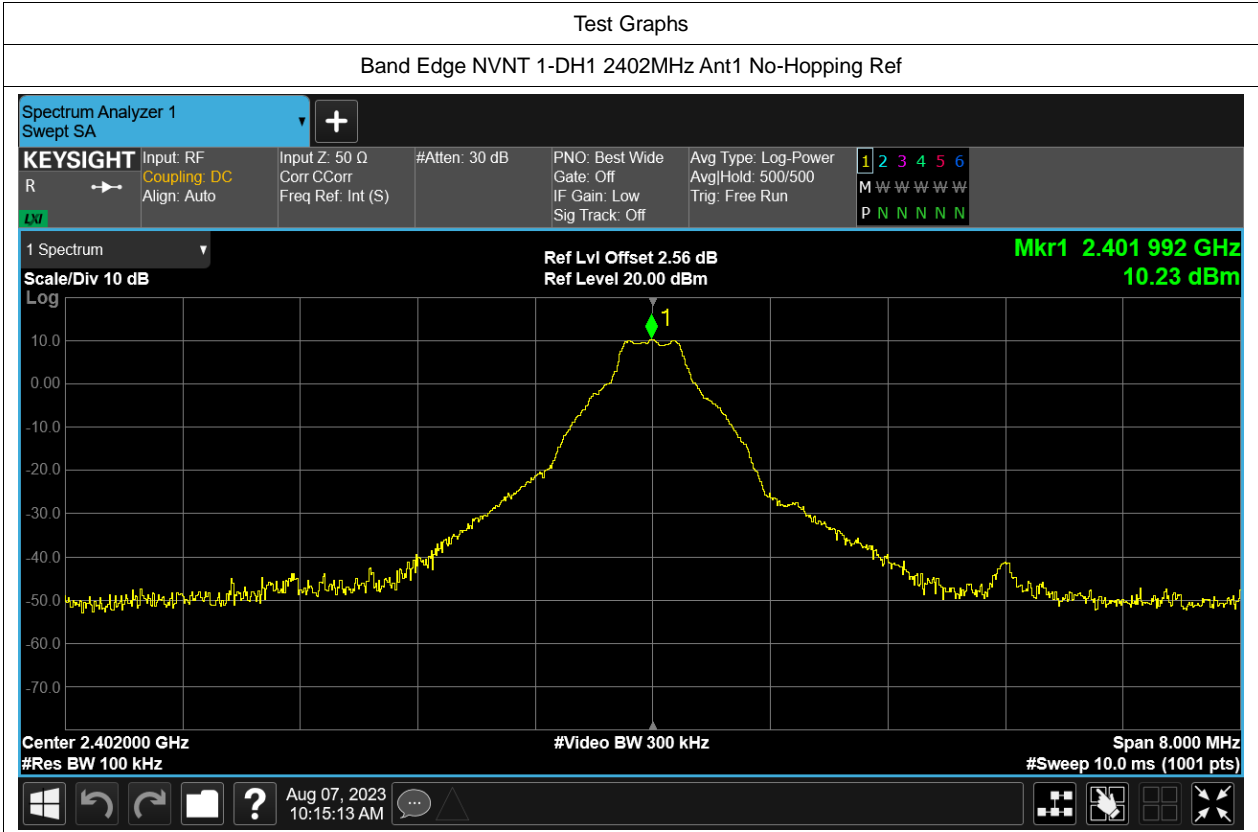 Test Graphs
Band Edge NVNT 1-DH1 2402MHz Ant1 No-Hopping Ref
Spectrum Analyzer 1
Swept SA
KEYSIGHT
R
LXI
Input: RF
Coupling: DC
Align: Auto
Input Z: 50 Ω
Corr CCorr
Freq Ref: Int (S)
#Atten: 30 dB
PNO: Best Wide
Gate: Off
IF Gain: Low
Sig Track: Off
Avg Type: Log-Power
Avg|Hold: 500/500
Trig: Free Run
1 2 3 4 5 6
M W W W W W
P N N N N N
1 Spectrum
Scale/Div 10 dB
Ref Lvl Offset 2.56 dB
Ref Level 20.00 dBm
Mkr1 2.401 992 GHz
10.23 dBm
Log
1
10.0
0.00
-10.0
-20.0
-30.0
-40.0
-50.0
-60.0
-70.0
Center 2.402000 GHz
#Video BW 300 kHz
Span 8.000 MHz
#Res BW 100 kHz
#Sweep 10.0 ms (1001 pts)
?
Aug 07, 2023
10:15:13 AM